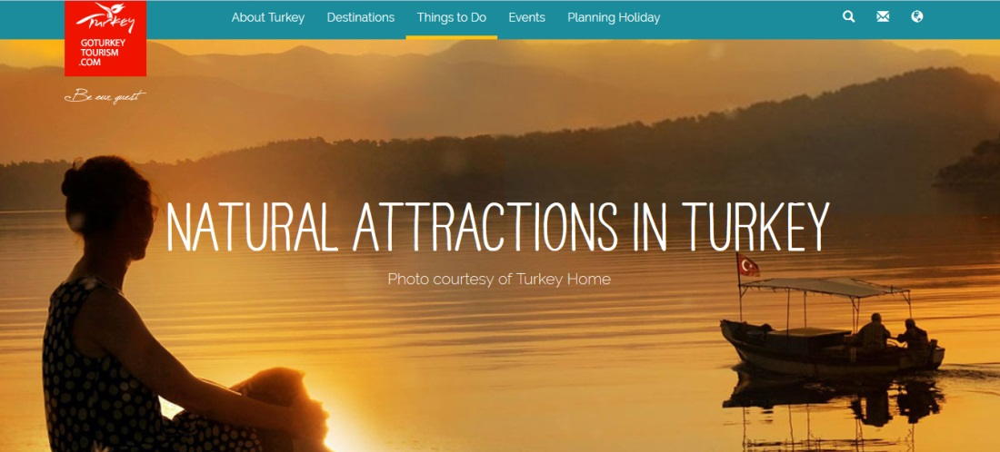 Turkey
GOTURKEY
TOURISM
.COM
Be our guest
About Turkey Destinations Things to Do Events Planning Holiday
NATURAL ATTRACTIONS IN TURKEY
Photo courtesy of Turkey Home